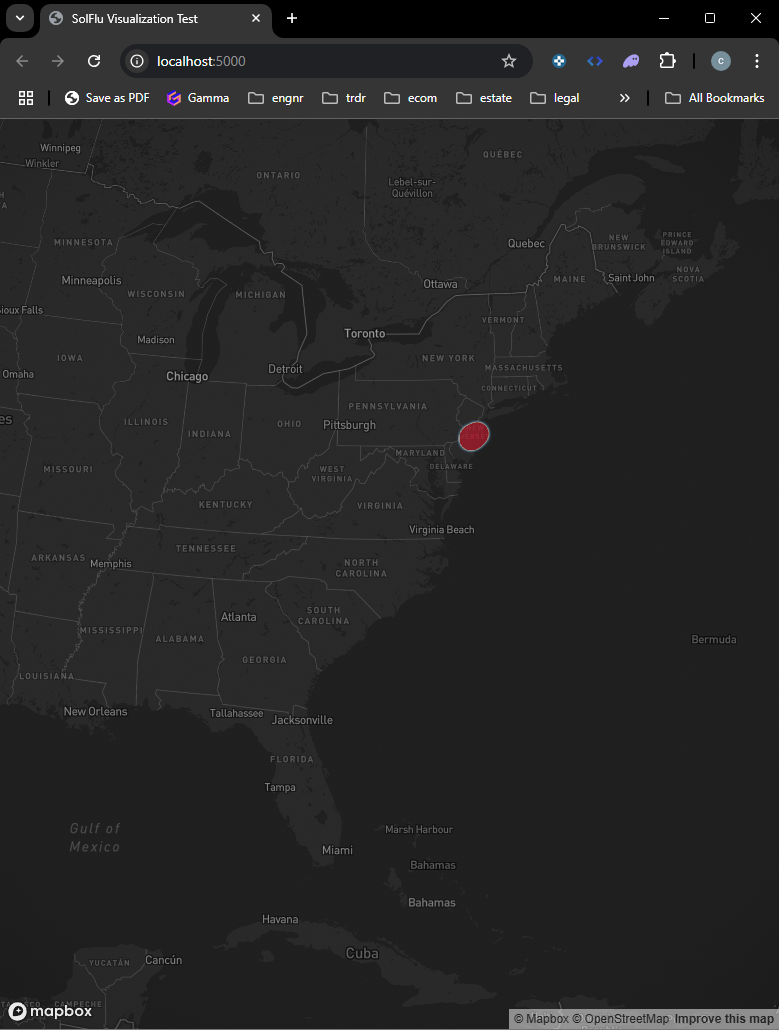 SolFlu Visualization Test
localhost:5000
c
Save as PDF
Gamma
engnr
trdr
ecom
estate
legal
All Bookmarks
Winnipeg
Winkler
ONTARIO
QUÉBEC
Lebel-sur-
Quévillon
MINNESOTA
Quebec
NEW
BRUNSWICK
PRINCE
EDWARD
ISLAND
NOVA
SCOTIA
Minneapolis
WISCONSIN
MICHIGAN
Ottawa
MAINE
Saint John
Sioux Falls
VERMONT
Madison
Toronto
IOWA
NEW YORK
MASSACHUSETTS
Omaha
Chicago
Detroit
CONNECTICUT
PENNSYLVANIA
ILLINOIS
INDIANA
OHIO
Pittsburgh
MARYLAND
DELAWARE
MISSOURI
WEST
VIRGINIA
KENTUCKY
VIRGINIA
Virginia Beach
TENNESSEE
ARKANSAS
Memphis
NORTH
CAROLINA
Atlanta
SOUTH
CAROLINA
MISSISSIPPI
ALABAMA
GEORGIA
Bermuda
LOUISIANA
New Orleans
Tallahassee
Jacksonville
FLORIDA
Tampa
Gulf of
Mexico
Marsh Harbour
Miami
Bahamas
Bahamas
Havana
Cuba
YUCATÁN
Cancún
CAMPECHE
mapbox
© Mapbox © OpenStreetMap Improve this map